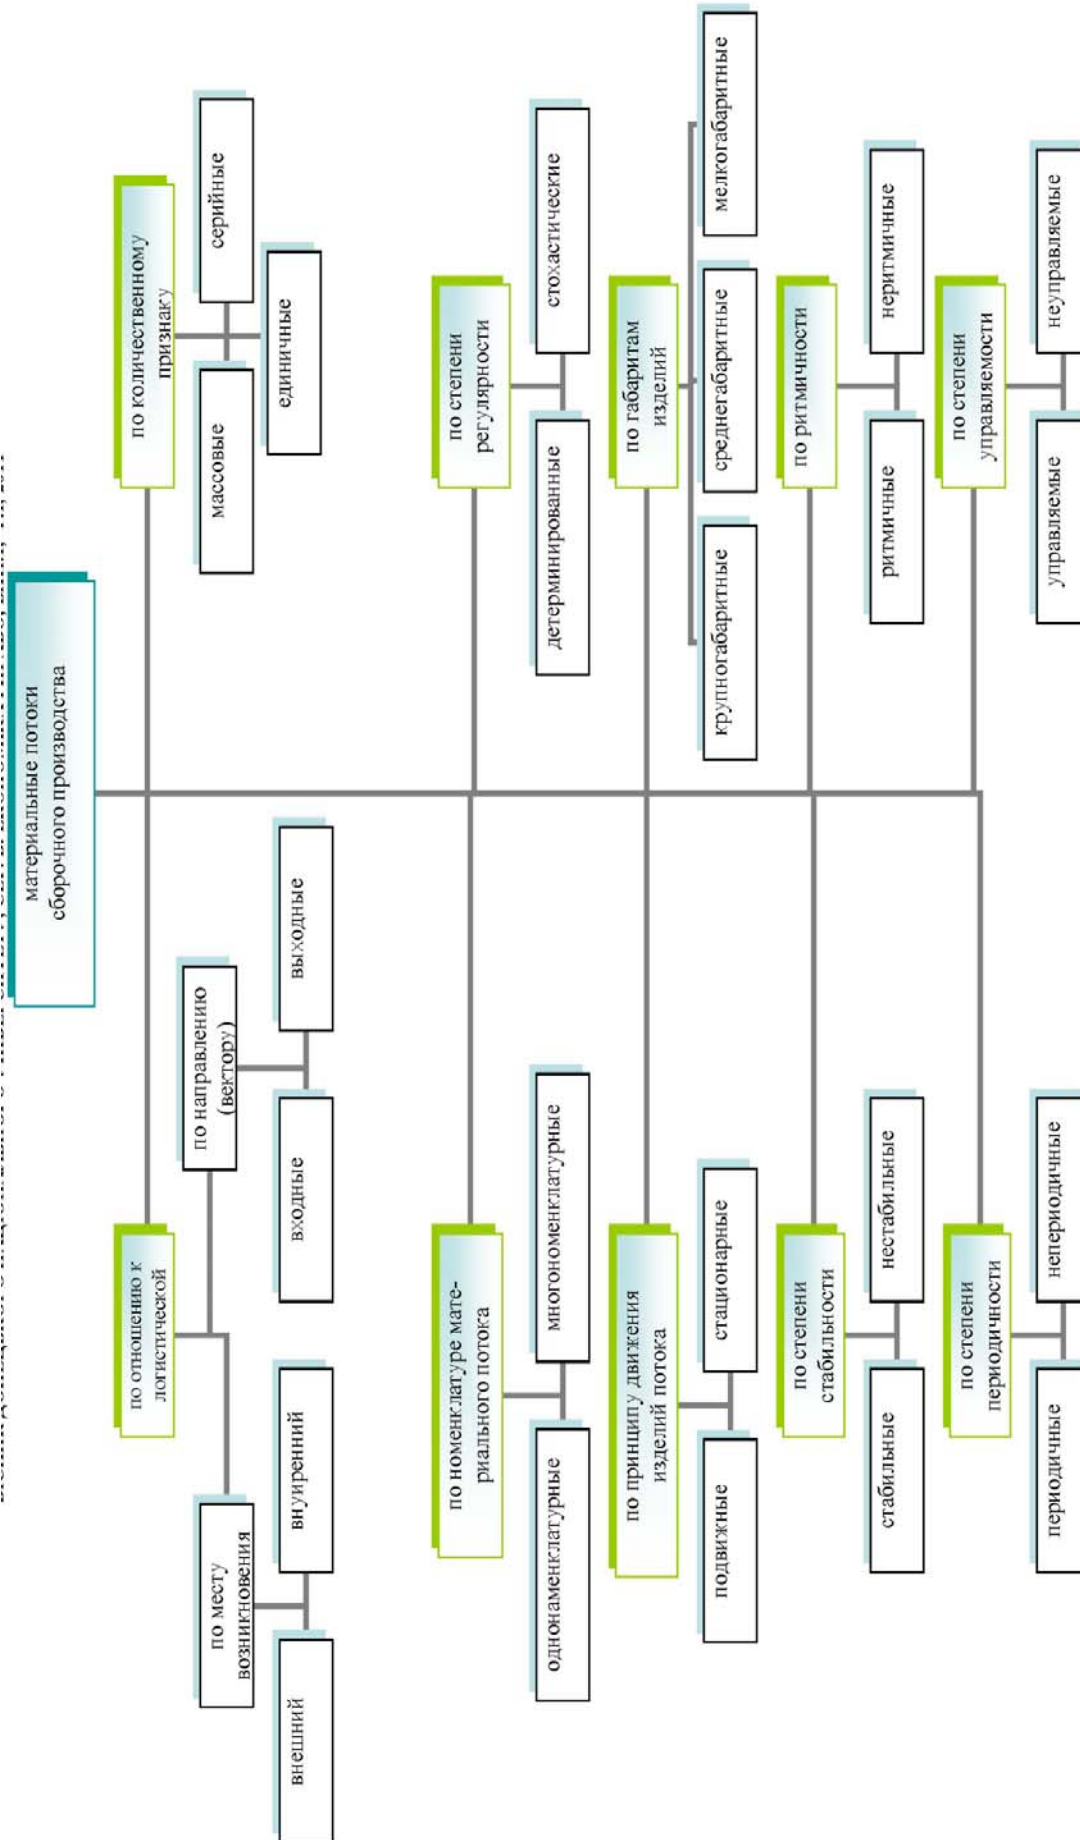 материальные потоки
сборочного производства
по отношению к
логистической
по количественному
признаку
по направлению
(вектору)
по месту
возникновения
массовые
серийные
единичные
внешний
внуиренний
входные
выходные
по номенклатуре мате-
риального потока
по степени
регулярности
однонаменклатурные
многономенклатурные
детерминированные
стохастические
по принципу движения
изделий потока
по габаритам
изделий
подвижные
стационарные
крупногабаритные
среднегабаритные
мелкогабаритные
по степени
стабильности
по ритмичности
стабильные
нестабильные
ритмичные
неритмичные
по степени
периодичности
по степени
управляемости
периодичные
непериодичные
управляемые
неуправляемые